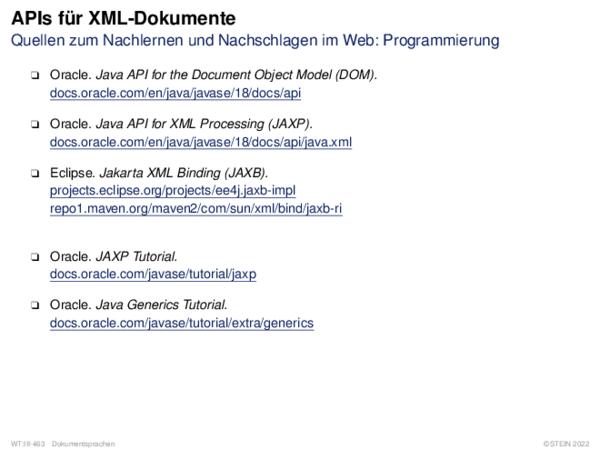 APIs für XML-Dokumente
Quellen zum Nachlernen und Nachschlagen im Web: Programmierung
❑ Oracle. Java API for the Document Object Model (DOM).
docs.oracle.com/en/java/javase/18/docs/api
❑ Oracle. Java API for XML Processing (JAXP).
docs.oracle.com/en/java/javase/18/docs/api/java.xml
❑ Eclipse. Jakarta XML Binding (JAXB).
projects.eclipse.org/projects/ee4j.jaxb-impl
repo1.maven.org/maven2/com/sun/xml/bind/jaxb-ri
❑ Oracle. JAXP Tutorial.
docs.oracle.com/javase/tutorial/jaxp
❑ Oracle. Java Generics Tutorial.
docs.oracle.com/javase/tutorial/extra/generics
WT:III-463 Dokumentsprachen ©STEIN 2022